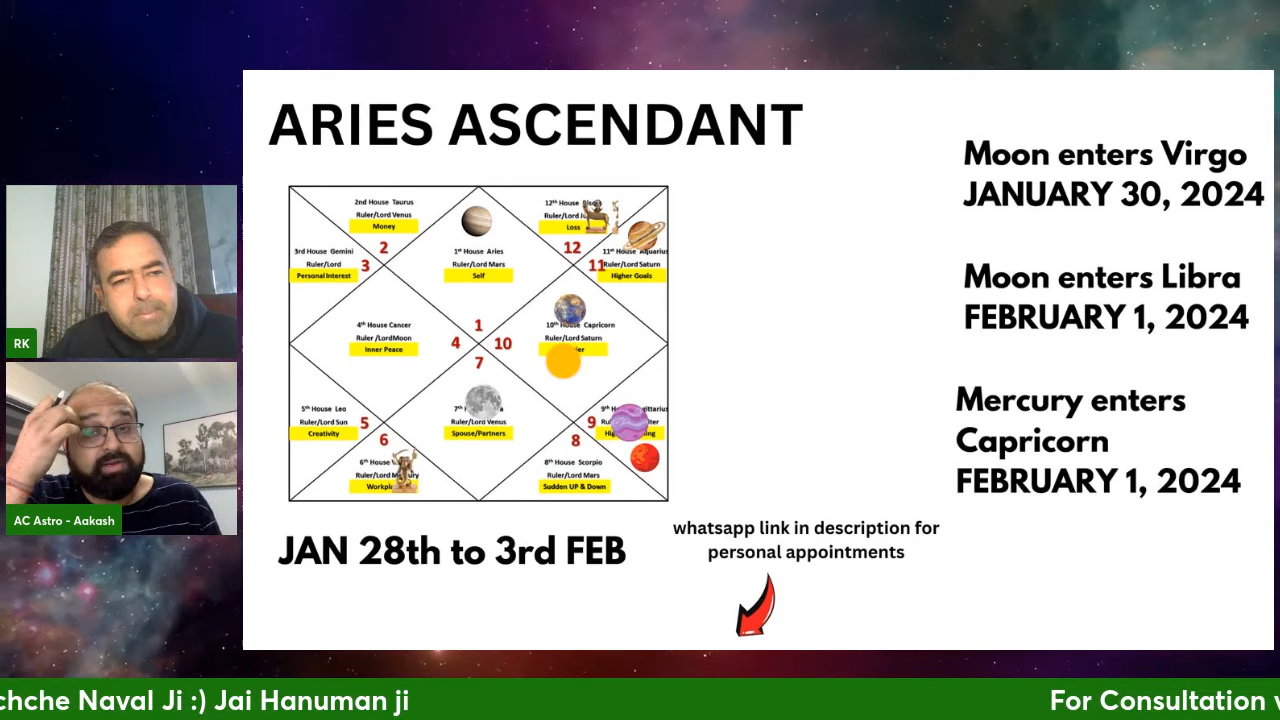 ARIES ASCENDANT
Moon enters Virgo
JANUARY 30, 2024
Moon enters Libra
FEBRUARY 1, 2024
Mercury enters
Capricorn
FEBRUARY 1, 2024
2nd House Taurus
Ruler/Lord Venus
Money
2
12th House
Loss
12
3rd House Gemini
Ruler/Lord
Personal Interest
3
1st House Aries
Ruler/Lord Mars
Self
11th House Aquarius
Ruler/Lord Saturn
Higher Goals
11
4th House Cancer
Ruler /LordMoon
Inner Peace
1
4
10
7
10th House Capricorn
Ruler/Lord Saturn
5th House Leo
Ruler/Lord Sun
Creativity
5
6
7th
Ruler/Lord Venus
Spouse/Partners
9th
9
8
6th House
8th House Scorpio
Ruler/Lord Mars
Sudden UP & Down
JAN 28th to 3rd FEB
whatsapp link in description for
personal appointments
RK
AC Astro - Aakash
chche Naval Ji :) Jai Hanuman ji
For Consultation